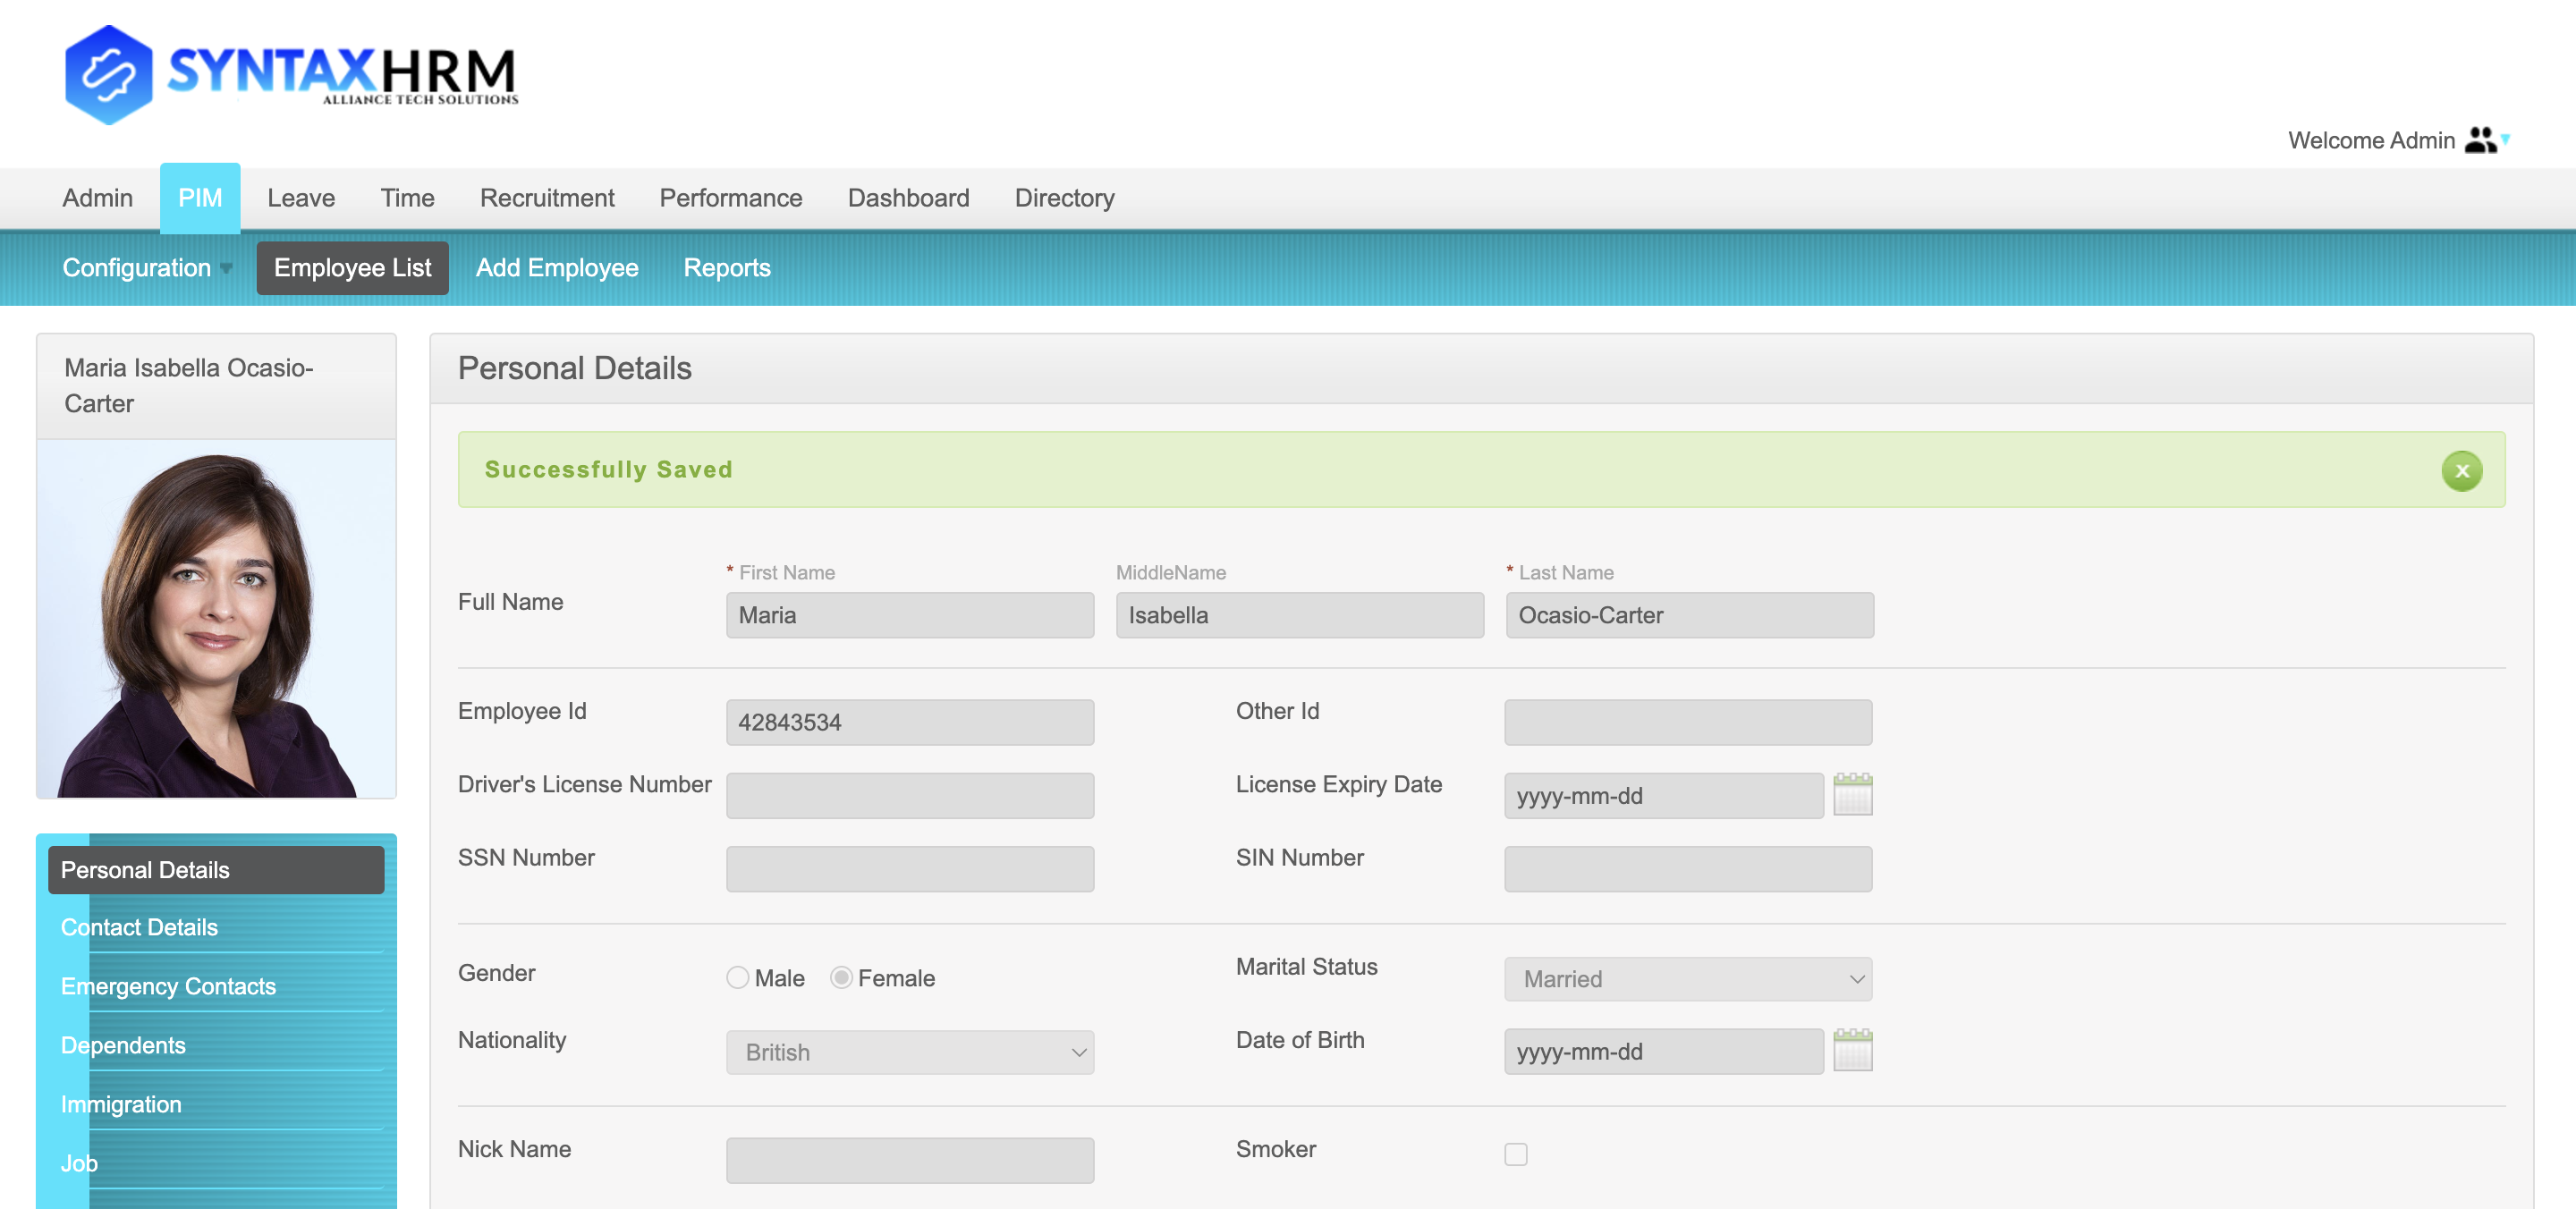 SYNTAXHRM
ALLIANCE TECH SOLUTIONS
Welcome Admin
Admin PIM Leave Time Recruitment Performance Dashboard Directory
Configuration Employee List Add Employee Reports
Maria Isabella Ocasio-
Carter
Personal Details
Successfully Saved
x
* First Name MiddleName * Last Name
Full Name Maria Isabella Ocasio-Carter
Employee Id 42843534 Other Id
Driver's License Number License Expiry Date yyyy-mm-dd
SSN Number SIN Number
Gender Male Female Marital Status Married
Nationality British Date of Birth yyyy-mm-dd
Nick Name Smoker
Personal Details
Contact Details
Emergency Contacts
Dependents
Immigration
Job